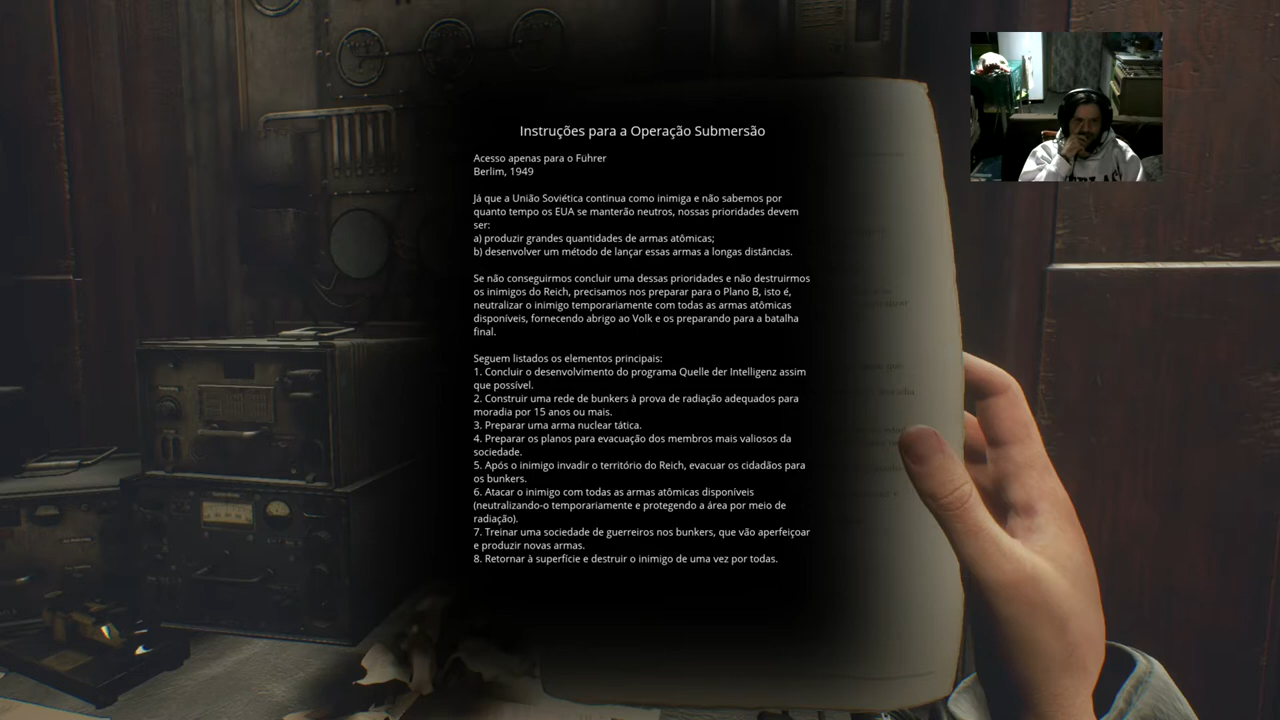 Instruções para a Operação Submersão
Acesso apenas para o Führer
Berlim, 1949
Já que a União Soviética continua como inimiga e não sabemos por
quanto tempo os EUA se manterão neutros, nossas prioridades devem
ser:
a) produzir grandes quantidades de armas atômicas;
b) desenvolver um método de lançar essas armas a longas distâncias.
Se não conseguirmos concluir uma dessas prioridades e não destruirmos
os inimigos do Reich, precisamos nos preparar para o Plano B, isto é,
neutralizar o inimigo temporariamente com todas as armas atômicas
disponíveis, fornecendo abrigo ao Volk e os preparando para a batalha
final.
Seguem listados os elementos principais:
1. Concluir o desenvolvimento do programa Quelle der Intelligenz assim
que possível.
2. Construir uma rede de bunkers à prova de radiação adequados para
moradia por 15 anos ou mais.
3. Preparar uma arma nuclear tática.
4. Preparar os planos para evacuação dos membros mais valiosos da
sociedade.
5. Após o inimigo invadir o território do Reich, evacuar os cidadãos para
os bunkers.
6. Atacar o inimigo com todas as armas atômicas disponíveis
(neutralizando-o temporariamente e protegendo a área por meio de
radiação).
7. Treinar uma sociedade de guerreiros nos bunkers, que vão aperfeiçoar
e produzir novas armas.
8. Retornar à superfície e destruir o inimigo de uma vez por todas.